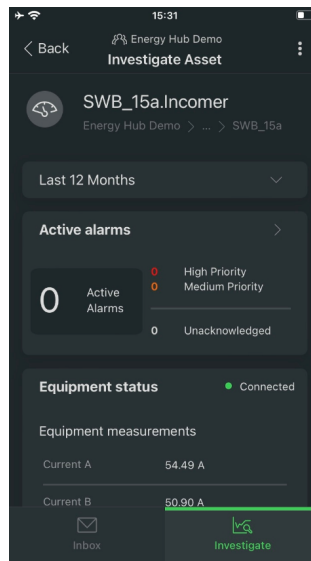 15:31
Back
Energy Hub Demo
Investigate Asset
SWB_15a.Incomer
Energy Hub Demo > ... > SWB_15a
Last 12 Months
Active alarms
0 Active Alarms
0 High Priority
0 Medium Priority
0 Unacknowledged
Equipment status
Connected
Equipment measurements
Current A 54.49 A
Current B 50.90 A
Inbox
Investigate